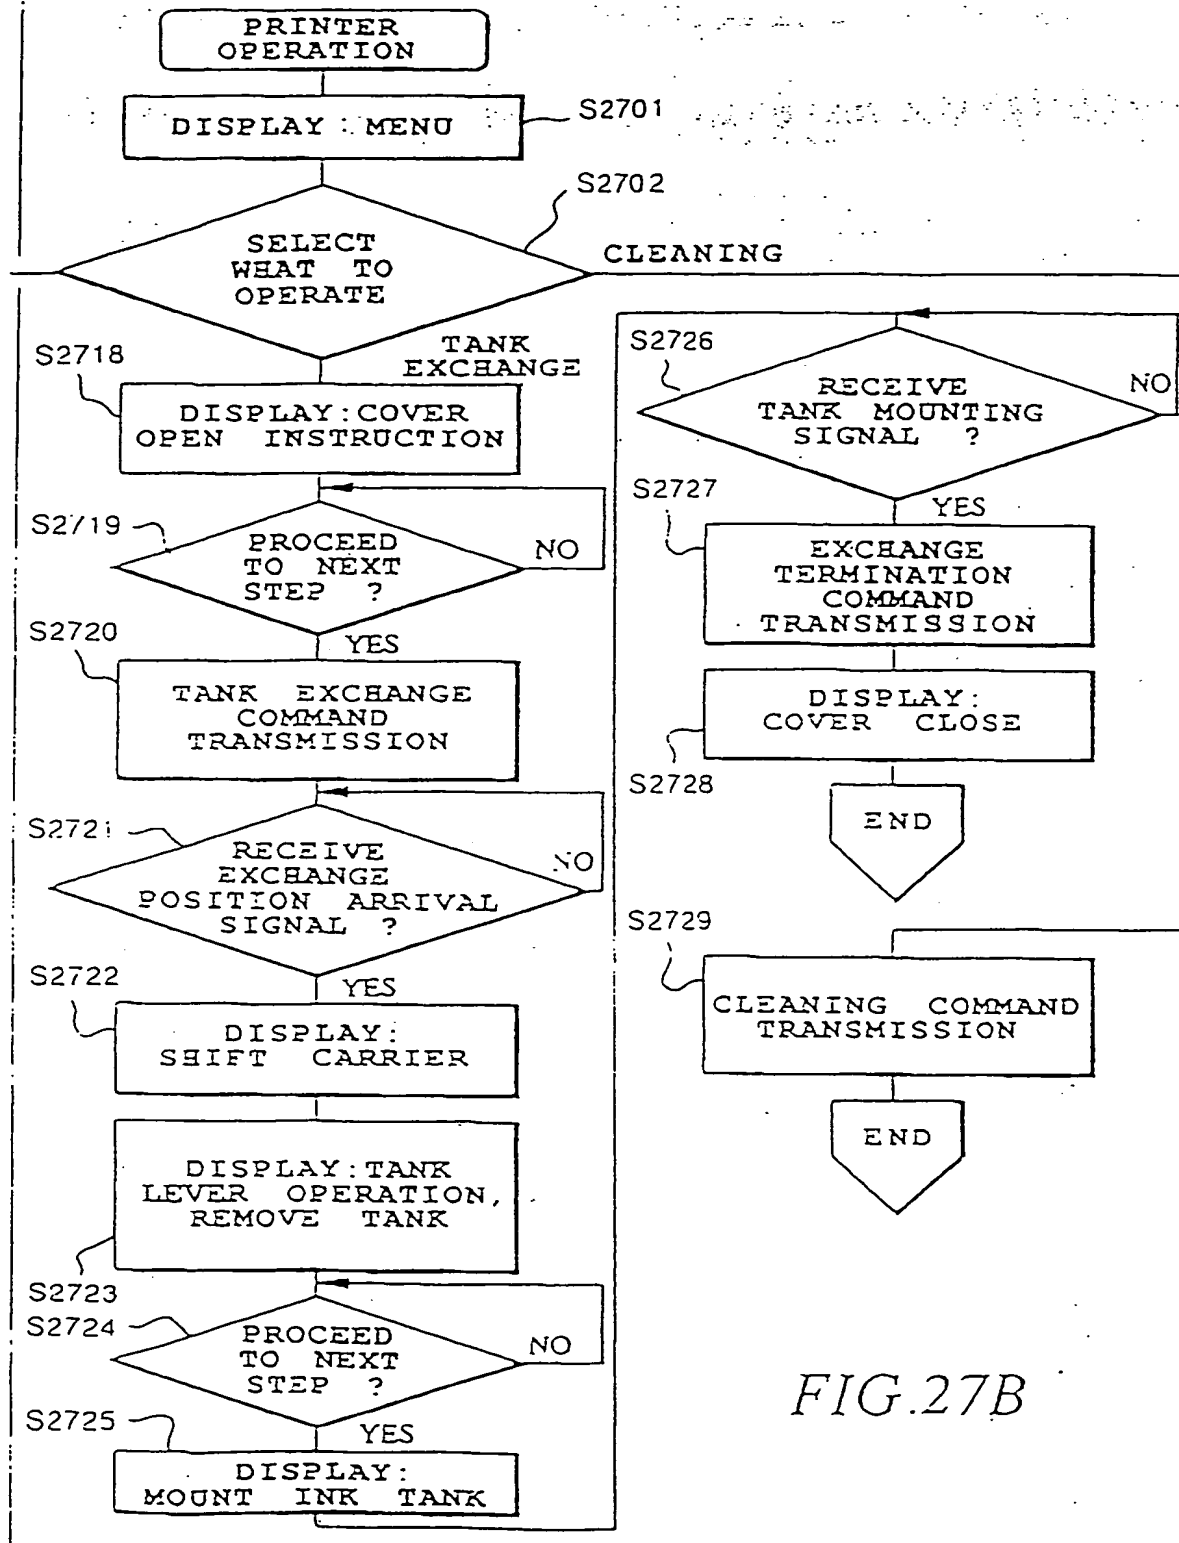 PRINTER
OPERATION
DISPLAY : MENU
S2701
S2702
SELECT
WHAT TO
OPERATE
CLEANING
TANK
EXCHANGE
S2718
DISPLAY:COVER
OPEN INSTRUCTION
S2719
PROCEED
TO NEXT
STEP ?
NO
YES
S2720
TANK EXCHANGE
COMMAND
TRANSMISSION
S2721
RECEIVE
EXCHANGE
POSITION ARRIVAL
SIGNAL ?
NO
YES
S2722
DISPLAY:
SHIFT CARRIER
DISPLAY:TANK
LEVER OPERATION,
REMOVE TANK
S2723
S2724
PROCEED
TO NEXT
STEP ?
NO
YES
S2725
DISPLAY:
MOUNT INK TANK
S2726
RECEIVE
TANK MOUNTING
SIGNAL ?
NO
YES
S2727
EXCHANGE
TERMINATION
COMMAND
TRANSMISSION
DISPLAY:
COVER CLOSE
S2728
END
S2729
CLEANING COMMAND
TRANSMISSION
END
FIG.27B